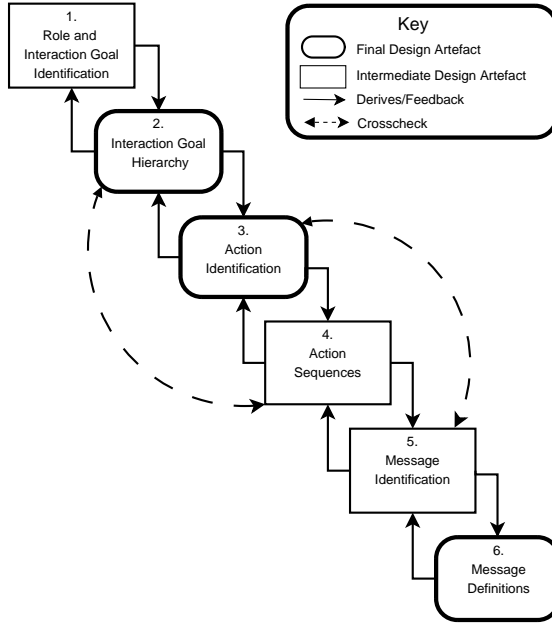 1.
Role and
Interaction Goal
Identification
Key
Final Design Artefact
Intermediate Design Artefact
Derives/Feedback
Crosscheck
2.
Interaction Goal
Hierarchy
3.
Action
Identification
4.
Action
Sequences
5.
Message
Identification
6.
Message
Definitions